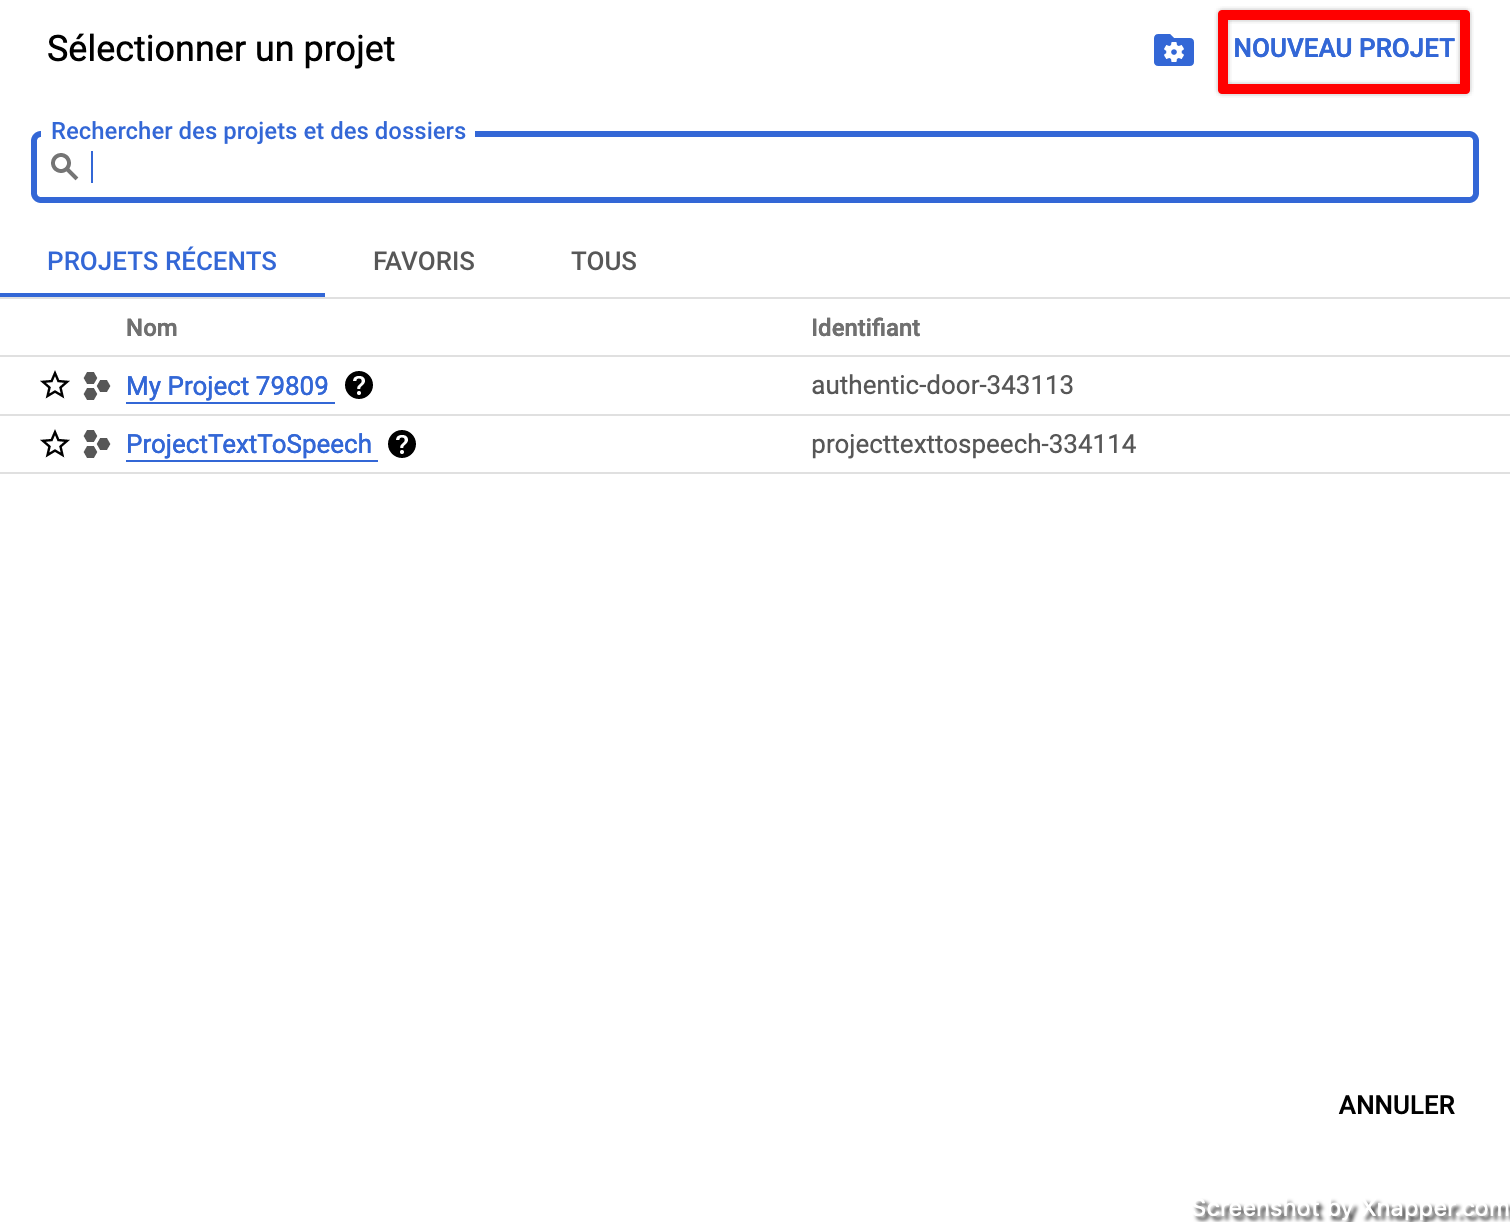 Sélectionner un projet
NOUVEAU PROJET
Rechercher des projets et des dossiers
PROJETS RÉCENTS FAVORIS TOUS
Nom Identifiant
My Project 79809 authentic-door-343113
ProjectTextToSpeech projecttexttospeech-334114
ANNULER
Screenshot by Xnapper.com